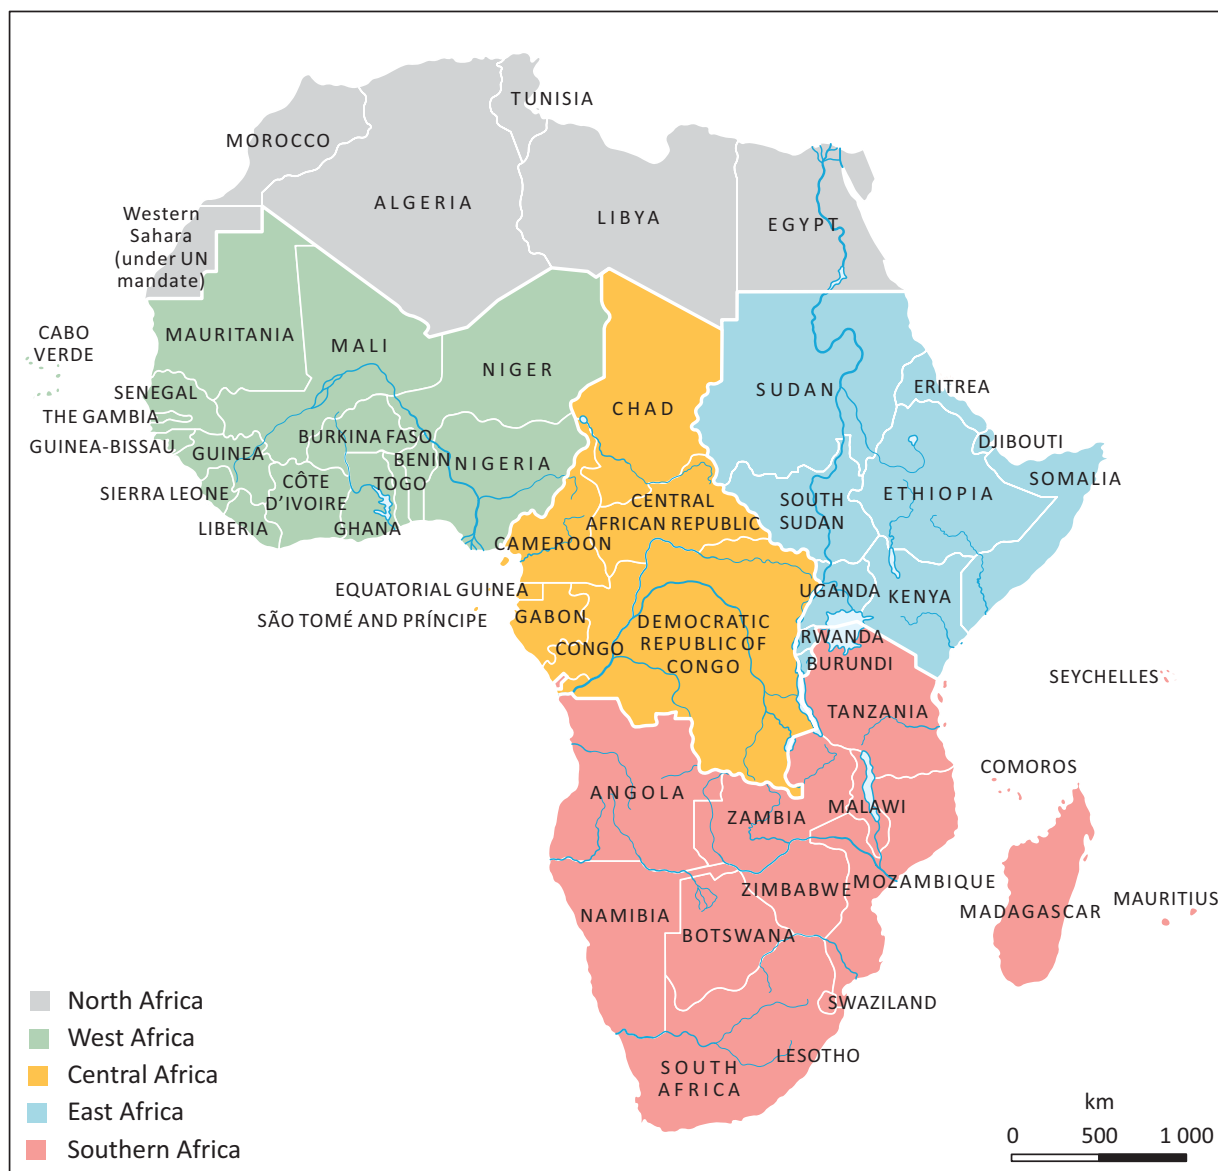 TUNISIA
MOROCCO
ALGERIA
LIBYA
EGYPT
Western
Sahara
(under UN
mandate)
CABO
VERDE
MAURITANIA
MALI
NIGER
CHAD
SUDAN
ERITREA
SENEGAL
THE GAMBIA
GUINEA-BISSAU
GUINEA
BURKINA FASO
BENIN
NIGERIA
DJIBOUTI
SOMALIA
SIERRA LEONE
CÔTE
D'IVOIRE
TOGO
LIBERIA
GHANA
CENTRAL
AFRICAN REPUBLIC
SOUTH
SUDAN
ETHIOPIA
CAMEROON
EQUATORIAL GUINEA
SÃO TOMÉ AND PRÍNCIPE
GABON
CONGO
DEMOCRATIC
REPUBLIC OF
CONGO
UGANDA
KENYA
RWANDA
BURUNDI
SEYCHELLES
TANZANIA
COMOROS
ANGOLA
ZAMBIA
MALAWI
ZIMBABWE
MOZAMBIQUE
MADAGASCAR
MAURITIUS
NAMIBIA
BOTSWANA
SWAZILAND
LESOTHO
SOUTH
AFRICA
North Africa
West Africa
Central Africa
East Africa
Southern Africa
km
0 500 1 000